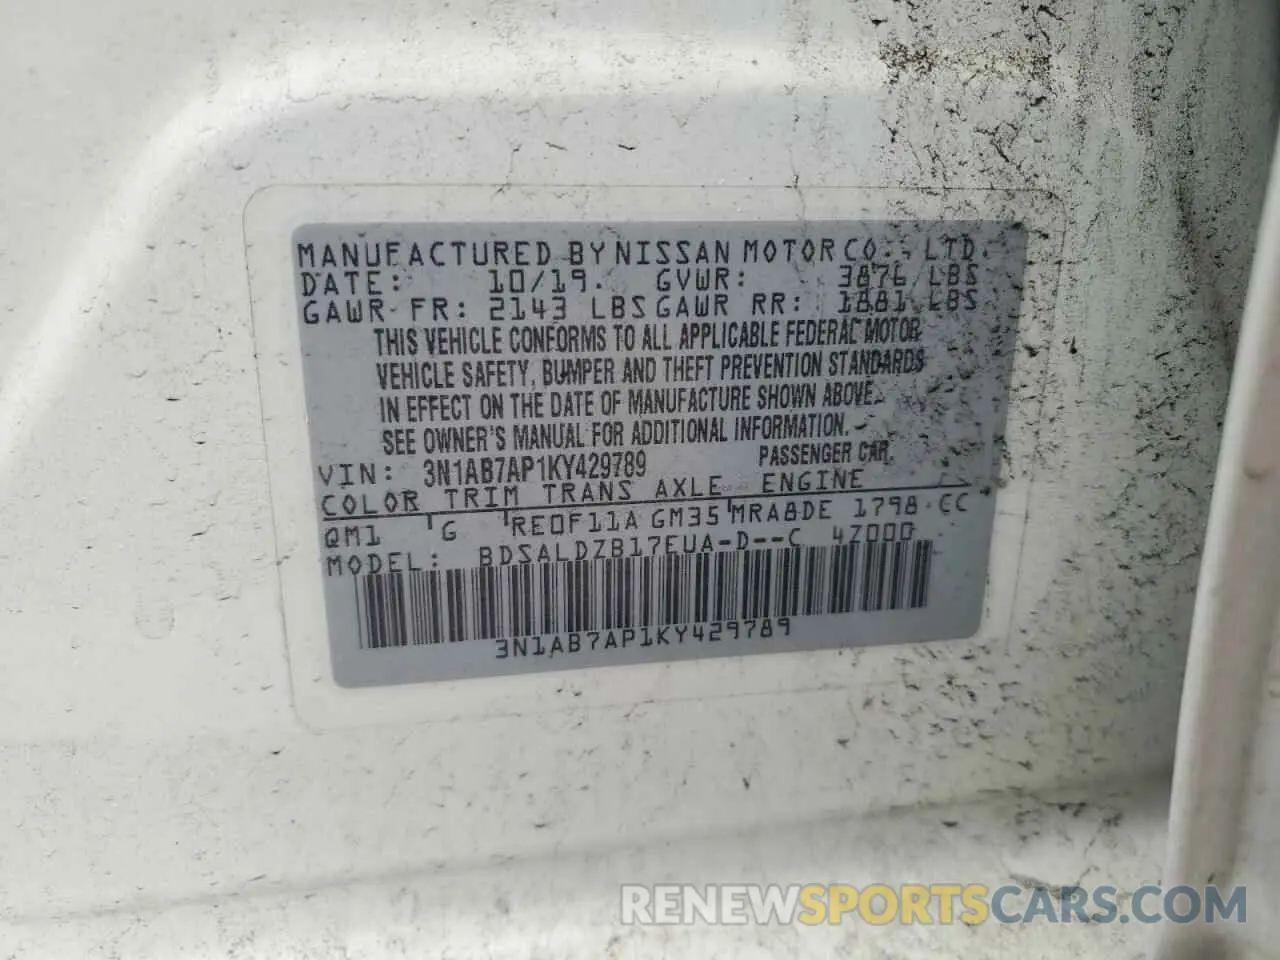 MANUFACTURED BY NISSAN MOTOR CO., LTD.
DATE: 10/19. GVWR: 3876 LBS
GAWR FR: 2143 LBS GAWR RR: 1881 LBS
THIS VEHICLE CONFORMS TO ALL APPLICABLE FEDERAL MOTOR
VEHICLE SAFETY, BUMPER AND THEFT PREVENTION STANDARDS
IN EFFECT ON THE DATE OF MANUFACTURE SHOWN ABOVE.
SEE OWNER'S MANUAL FOR ADDITIONAL INFORMATION.
VIN: 3N1AB7AP1KY429789 PASSENGER CAR
COLOR TRIM TRANS AXLE ENGINE
QM1 G RE0F11A GM35 MRA8DE 1798 CC
MODEL: BDSALDZB17EUA-D--C 4Z000
3N1AB7AP1KY429789
RENEWSPORTSCARS.COM